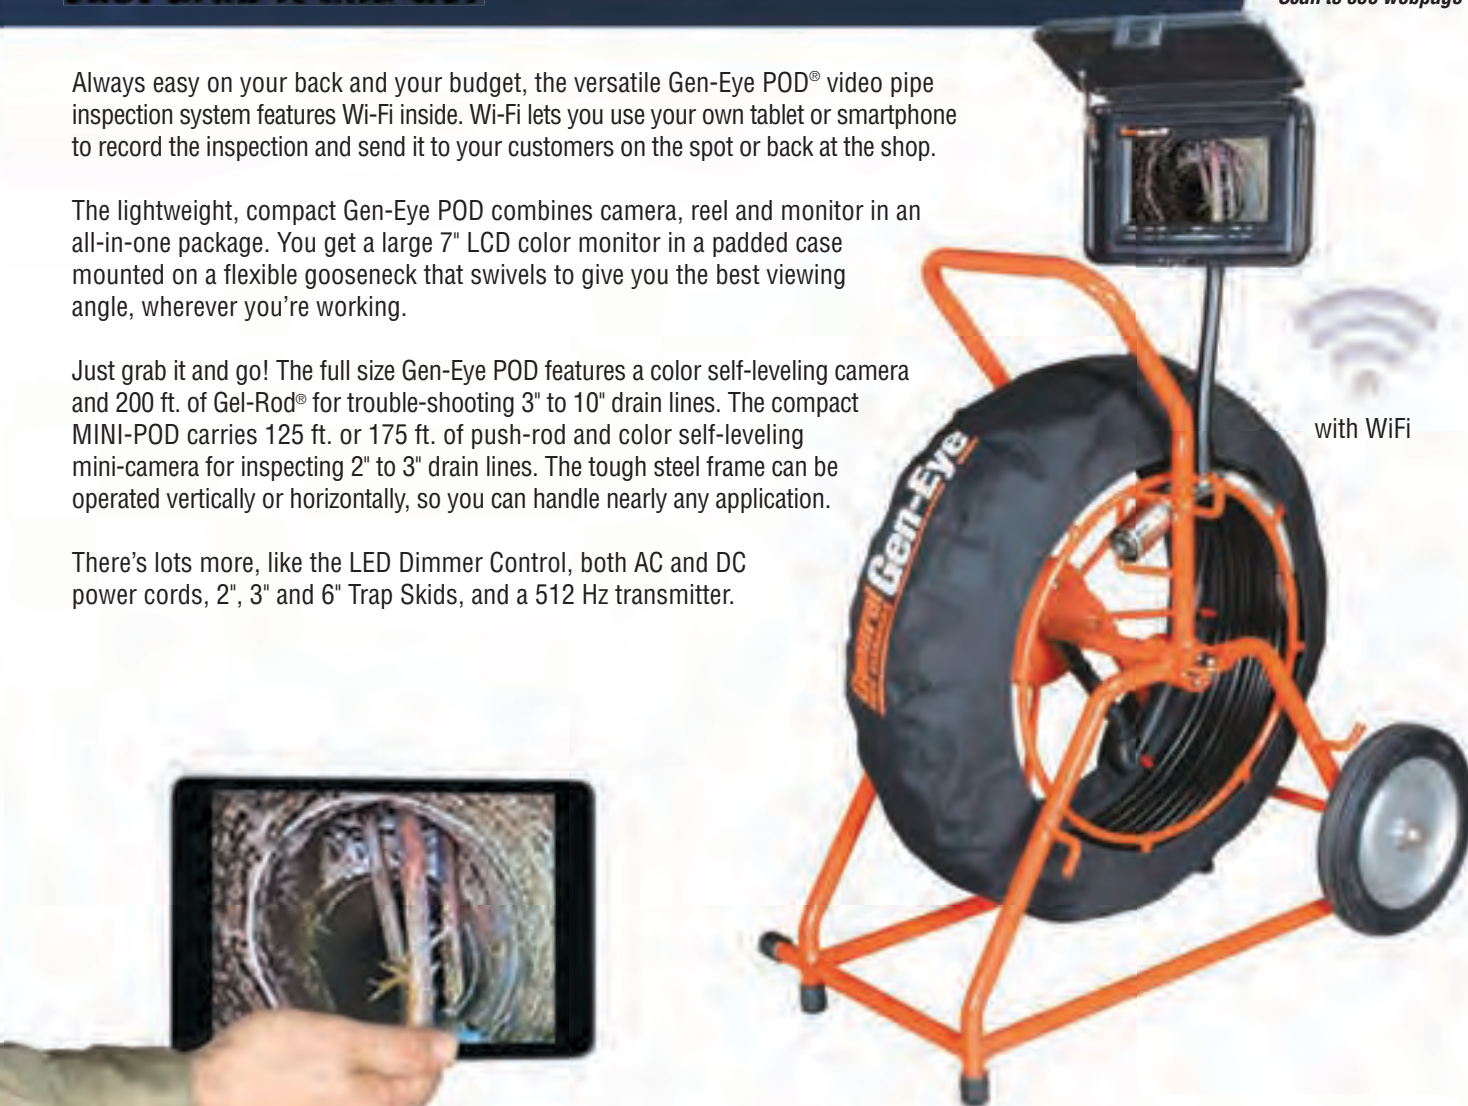 Always easy on your back and your budget, the versatile Gen-Eye POD® video pipe
inspection system features Wi-Fi inside. Wi-Fi lets you use your own tablet or smartphone
to record the inspection and send it to your customers on the spot or back at the shop.
The lightweight, compact Gen-Eye POD combines camera, reel and monitor in an
all-in-one package. You get a large 7" LCD color monitor in a padded case
mounted on a flexible gooseneck that swivels to give you the best viewing
angle, wherever you're working.
Just grab it and go! The full size Gen-Eye POD features a color self-leveling camera
and 200 ft. of Gel-Rod® for trouble-shooting 3" to 10" drain lines. The compact
MINI-POD carries 125 ft. or 175 ft. of push-rod and color self-leveling
mini-camera for inspecting 2" to 3" drain lines. The tough steel frame can be
operated vertically or horizontally, so you can handle nearly any application.
There's lots more, like the LED Dimmer Control, both AC and DC
power cords, 2", 3" and 6" Trap Skids, and a 512 Hz transmitter.
with WiFi
General
Gen-Eye